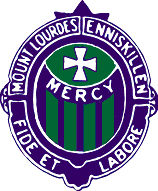 MOUNT LOURDES ENNISKILLEN
MERCY
FIDE ET LABORE